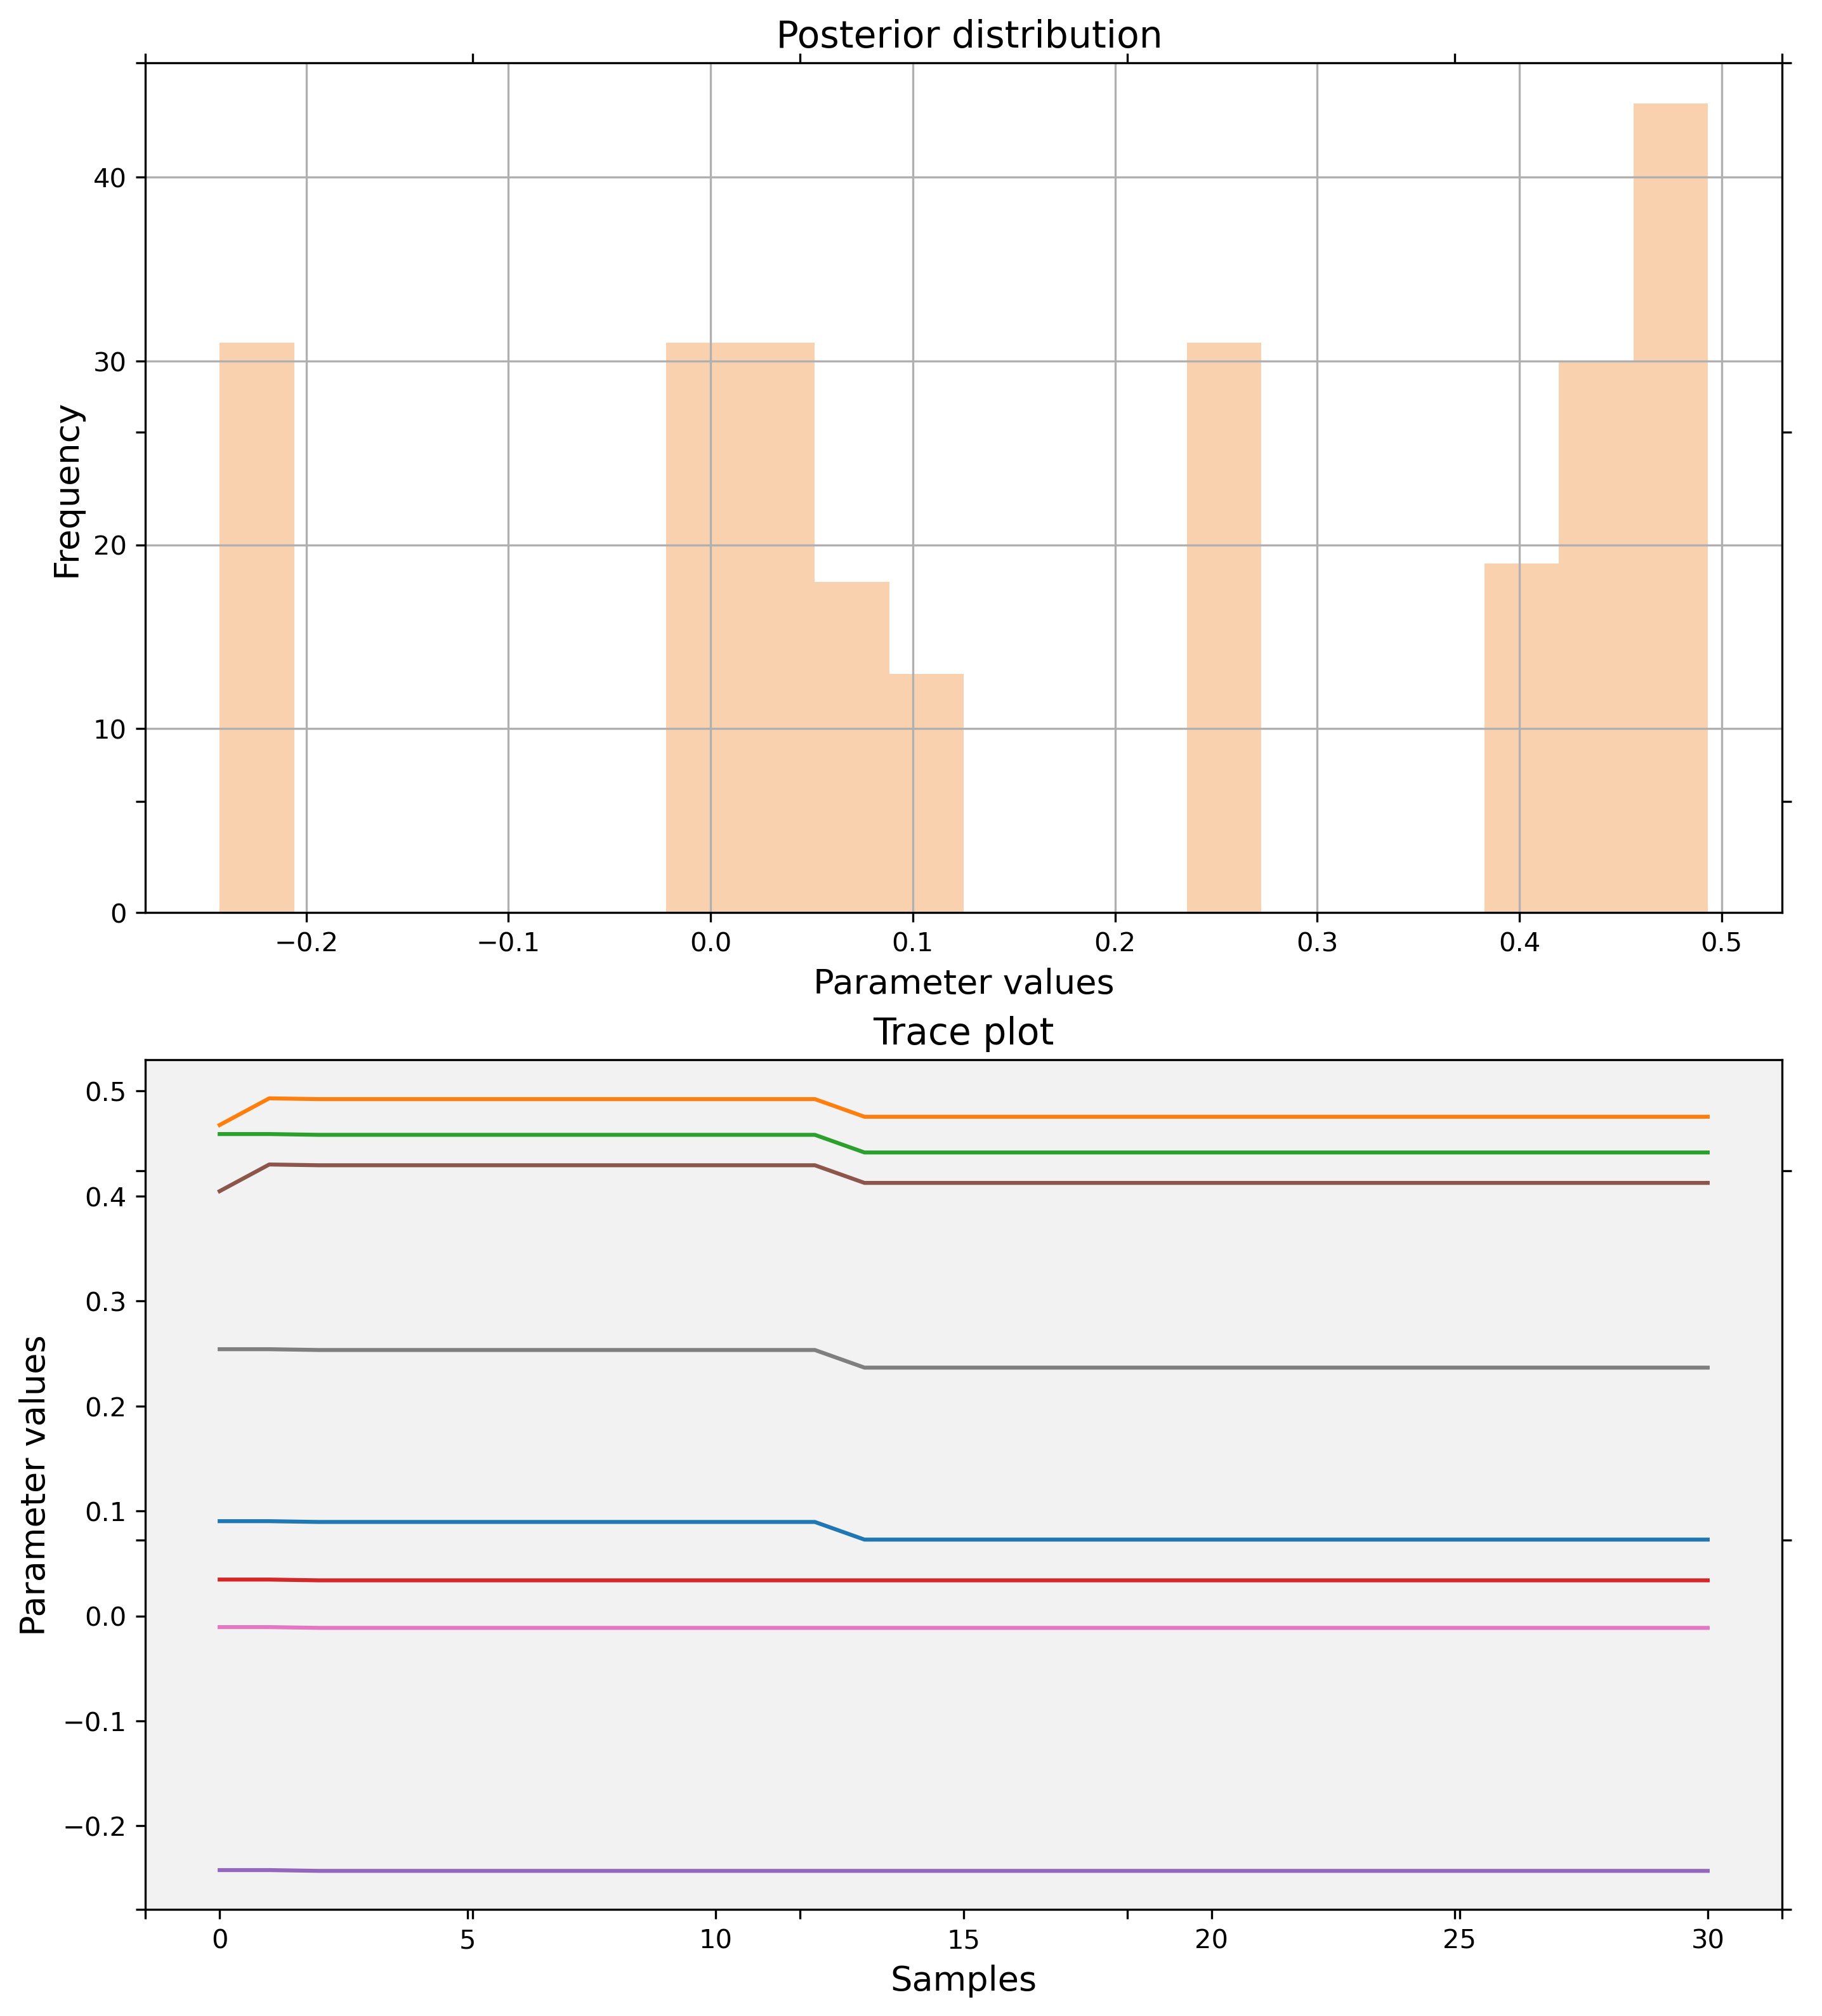 Posterior distribution
40
30
20
10
0
Frequency
−0.2 −0.1 0.0 0.1 0.2 0.3 0.4 0.5
Parameter values
Trace plot
0.5
0.4
0.3
0.2
0.1
0.0
−0.1
−0.2
Parameter values
0 5 10 15 20 25 30
Samples